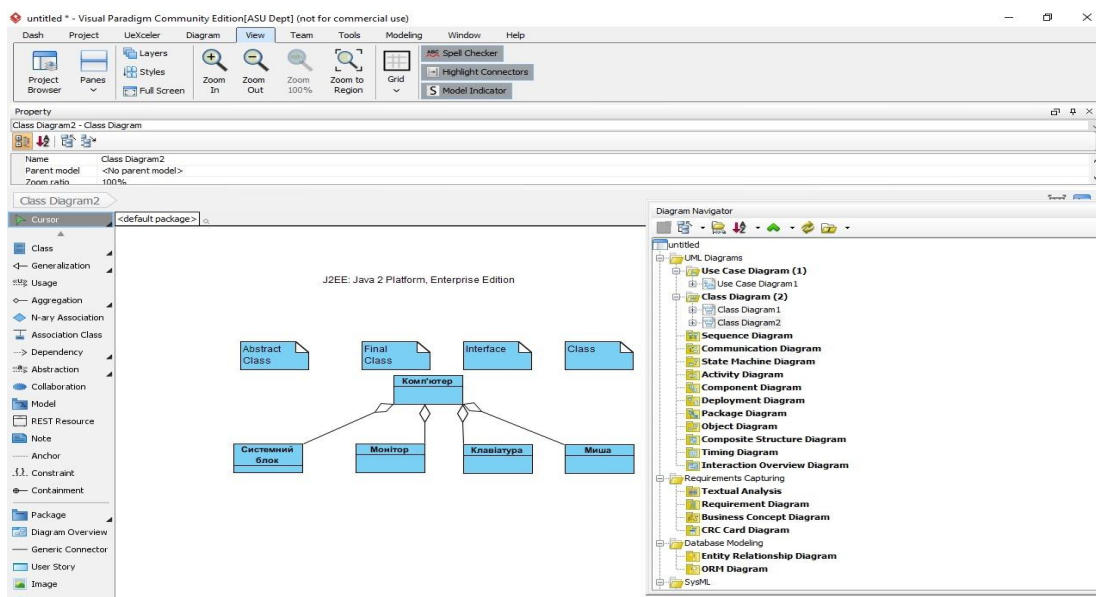 untitled * - Visual Paradigm Community Edition[ASU Dept] (not for commercial use)
Dash Project UeXceler Diagram View Team Tools Modeling Window Help
Project Browser
Panes
Layers
Styles
Full Screen
Zoom In
Zoom Out
Zoom 100%
Zoom to Region
Grid
ABC Spell Checker
Highlight Connectors
S Model Indicator
Property
Class Diagram2 - Class Diagram
Name Class Diagram2
Parent model <No parent model>
Zoom ratio 100%
Class Diagram2
Cursor
Class
Generalization
Usage
Aggregation
N-ary Association
Association Class
Dependency
Abstraction
Collaboration
Model
REST Resource
Note
Anchor
Constraint
Containment
Package
Diagram Overview
Generic Connector
User Story
Image
<default package>
J2EE: Java 2 Platform, Enterprise Edition
Abstract
Class
Final
Class
Interface
Class
Комп'ютер
Системний
блок
Монітор
Клавіатура
Миша
Diagram Navigator
untitled
UML Diagrams
Use Case Diagram (1)
Use Case Diagram1
Class Diagram (2)
Class Diagram1
Class Diagram2
Sequence Diagram
Communication Diagram
State Machine Diagram
Activity Diagram
Component Diagram
Deployment Diagram
Package Diagram
Object Diagram
Composite Structure Diagram
Timing Diagram
Interaction Overview Diagram
Requirements Capturing
Textual Analysis
Requirement Diagram
Business Concept Diagram
CRC Card Diagram
Database Modeling
Entity Relationship Diagram
ORM Diagram
SysML